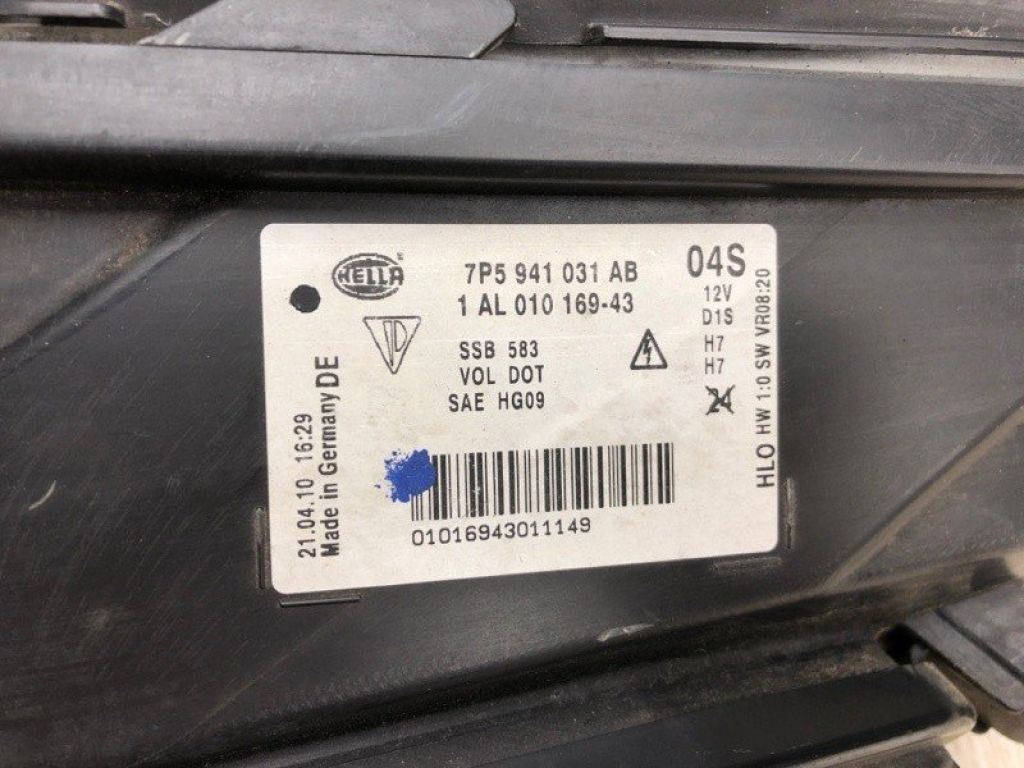 HELLA
7P5 941 031 AB
1 AL 010 169-43
SSB 583
VOL DOT
SAE HG09
04S
12V
D1S
H7
H7
24
HLO HW 1:0 SW VR08:20
21.04.10 16:29
Made in Germany DE
01016943011149